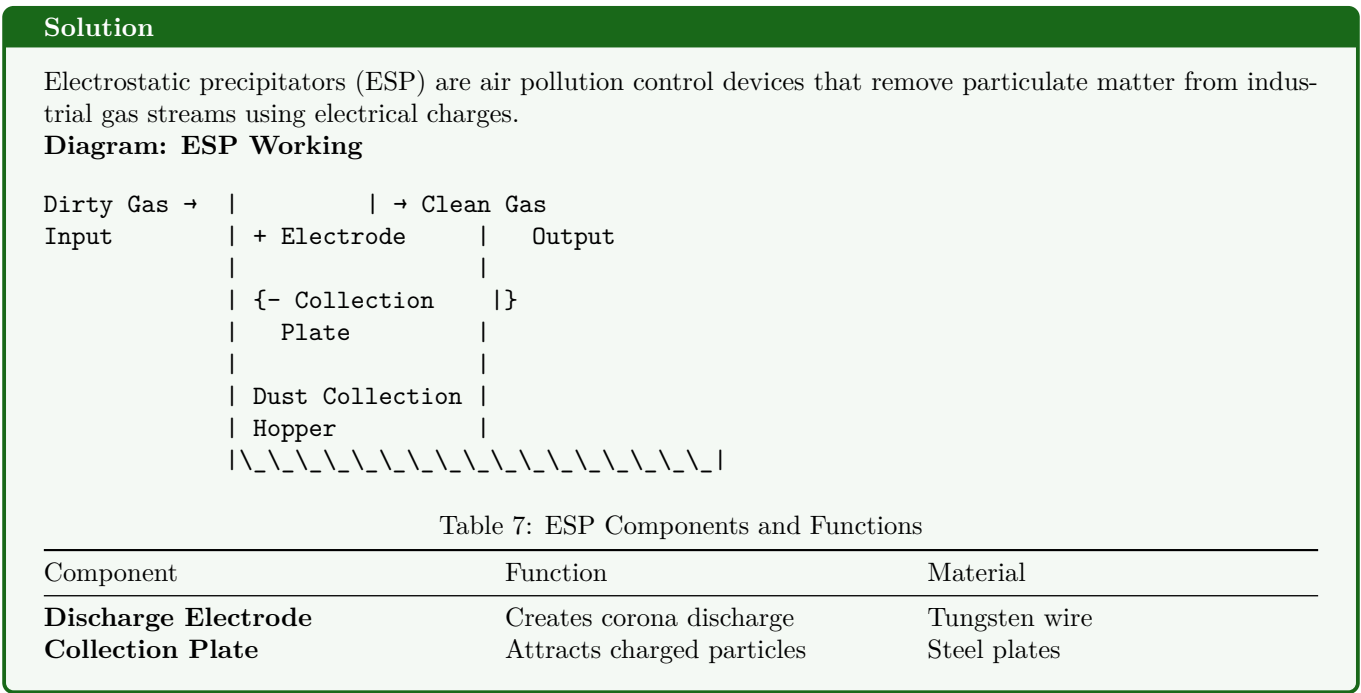 Solution
Electrostatic precipitators (ESP) are air pollution control devices that remove particulate matter from indus-
trial gas streams using electrical charges.
Diagram: ESP Working
Dirty Gas →  |         | → Clean Gas
Input        | + Electrode     |   Output
             |                 |
             | {- Collection    |}
             |   Plate         |
             |                 |
             | Dust Collection |
             | Hopper          |
             |\_\_\_\_\_\_\_\_\_\_\_\_\_\_\_\_\_|
Table 7: ESP Components and Functions
Component Function Material
Discharge Electrode Creates corona discharge Tungsten wire
Collection Plate Attracts charged particles Steel plates